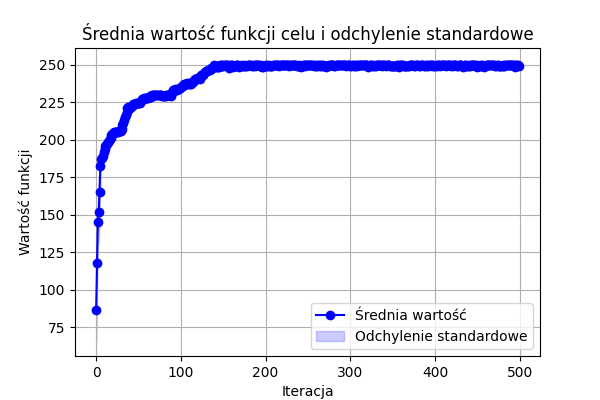 Średnia wartość funkcji celu i odchylenie standardowe
Wartość funkcji
250
225
200
175
150
125
100
75
0
100
200
300
400
500
Iteracja
Średnia wartość
Odchylenie standardowe